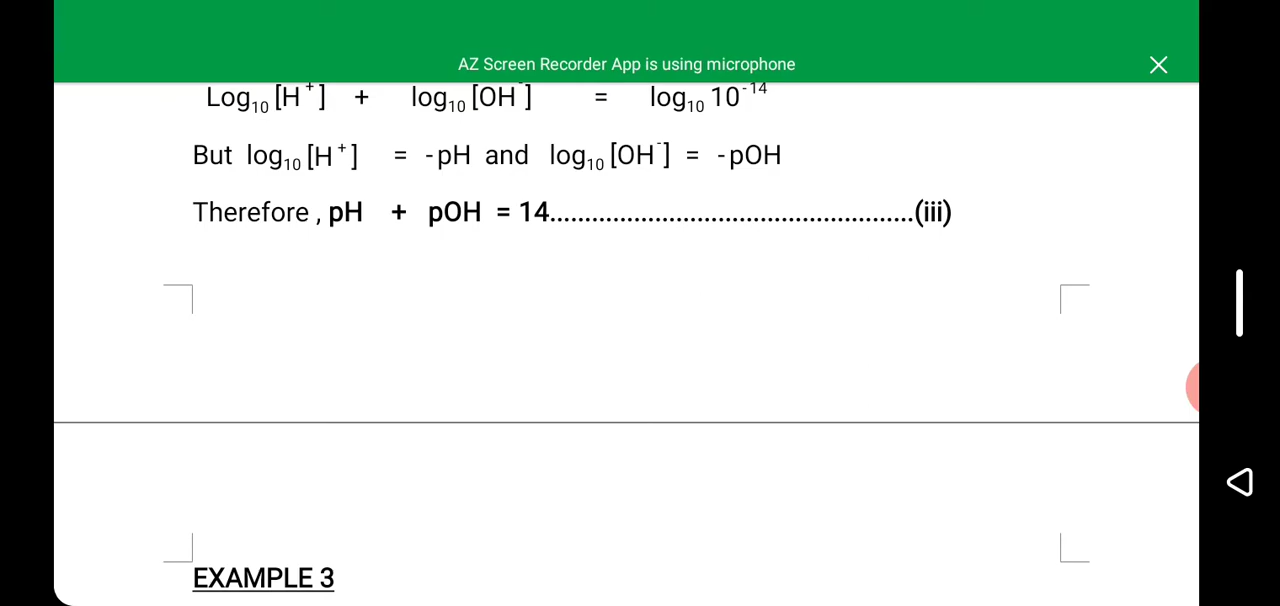 AZ Screen Recorder App is using microphone
Log₁₀ [H⁺] + log₁₀ [OH⁻] = log₁₀ 10⁻¹⁴
But log₁₀ [H⁺] = -pH and log₁₀ [OH⁻] = -pOH
Therefore , pH + pOH = 14....................................................(iii)
EXAMPLE 3